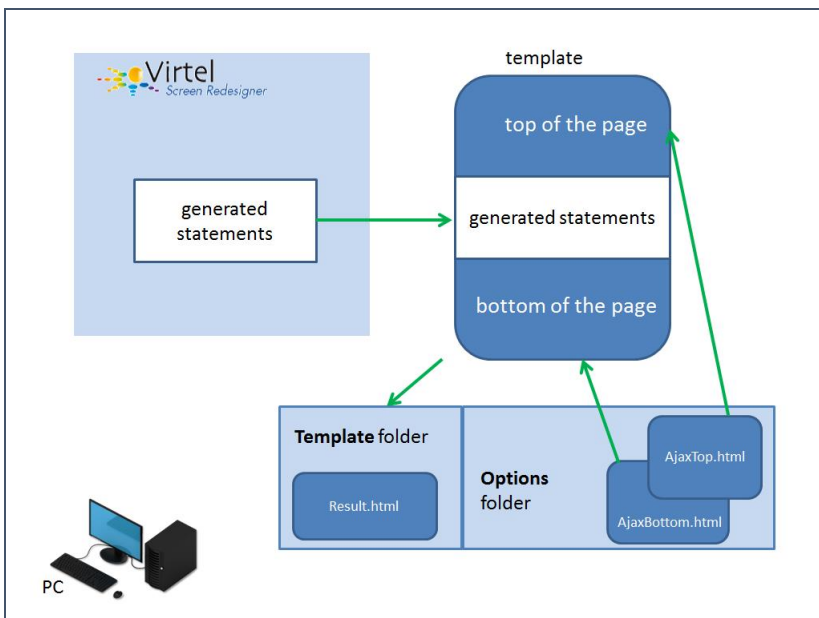 Virtel
Screen Redesigner
template
top of the page
generated
statements
generated statements
bottom of the page
Template folder
Result.html
Options
folder
AjaxTop.html
AjaxBottom.html
PC